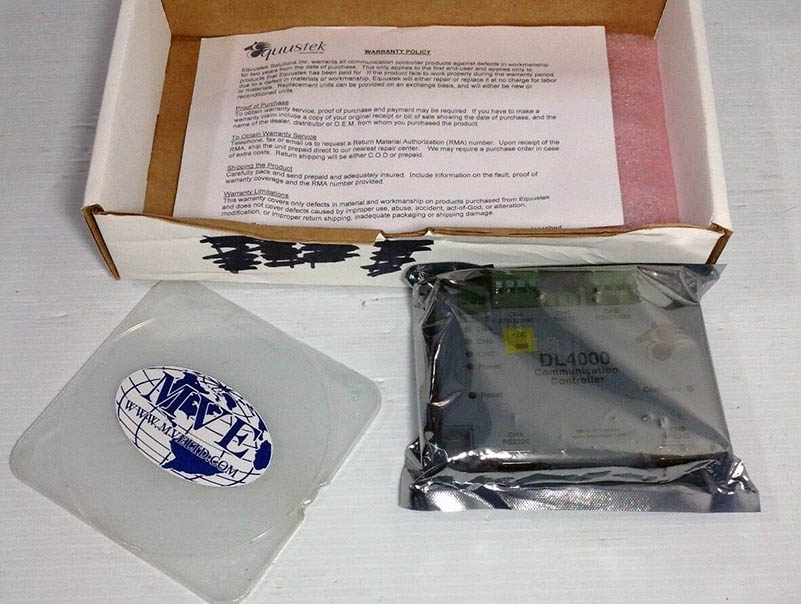 Equustek
WARRANTY POLICY
Equustek Solutions Inc. warrants all communication controller products against defects in workmanship
for two years from the date of purchase. This only applies to the first end-user and applies only to
products that Equustek has been paid for. If the product fails to work properly during the warranty period
due to a defect in materials or workmanship, Equustek will either repair or replace it at no charge for labor
or materials. Replacement units can be provided on an exchange basis, and will either be new or
reconditioned units.
Proof of Purchase
To obtain warranty service, proof of purchase and payment may be required. If you have to make a
warranty claim include a copy of your original receipt or bill of sale showing the date of purchase, and the
name of the dealer, distributor or O.E.M. from whom you purchased the product.
To Obtain Warranty Service
Telephone, fax or email us to request a Return Material Authorization (RMA) number. Upon receipt of the
RMA, ship the unit prepaid direct to our nearest repair center. We may require a purchase order in case
of extra costs. Return shipping will be either C.O.D or prepaid.
Shipping the Product
Carefully pack and send prepaid and adequately insured. Include information on the fault, proof of
warranty coverage and the RMA number provided.
Warranty Limitations
This warranty covers only defects in material and workmanship on products purchased from Equustek
and does not cover defects caused by improper use, abuse, accident, act-of-God, or alteration,
modification, or improper return shipping, inadequate packaging or shipping damage.
MVE
WWW.MVELTD.COM
CHA
CHB
CHC
Power
Reset
DL4000
Communication
Controller
CHA
RS232C